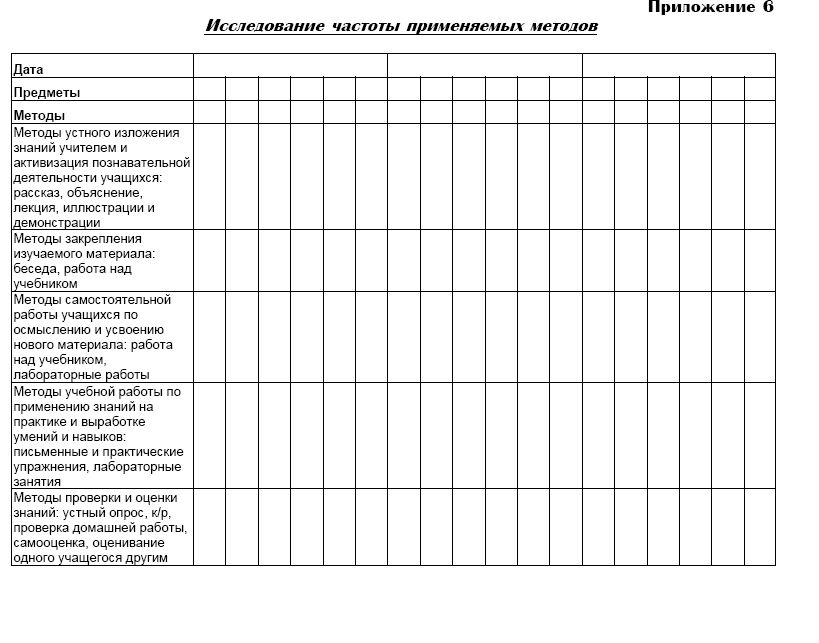 Приложение 6
Исследование частоты применяемых методов
Дата
Предметы
Методы
Методы устного изложения
знаний учителем и
активизация познавательной
деятельности учащихся:
рассказ, объяснение,
лекция, иллюстрации и
демонстрации
Методы закрепления
изучаемого материала:
беседа, работа над
учебником
Методы самостоятельной
работы учащихся по
осмыслению и усвоению
нового материала: работа
над учебником,
лабораторные работы
Методы учебной работы по
применению знаний на
практике и выработке
умений и навыков:
письменные и практические
упражнения, лабораторные
занятия
Методы проверки и оценки
знаний: устный опрос, к/р,
проверка домашней работы,
самооценка, оценивание
одного учащегося другим